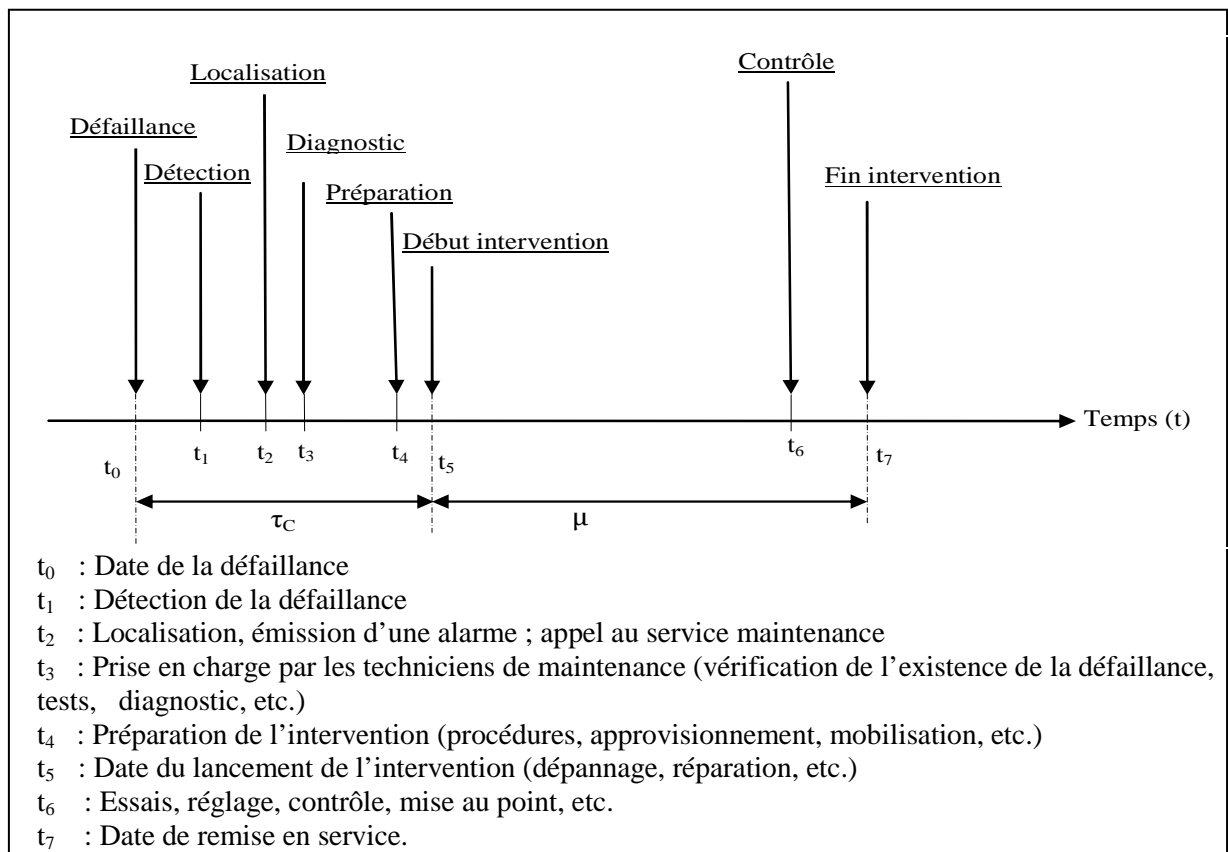 Contrôle
Localisation
Défaillance
Diagnostic
Détection
Fin intervention
Préparation
Début intervention
Temps (t)
t₀ t₁ t₂ t₃ t₄ t₅ t₆ t₇
τC μ
t₀ : Date de la défaillance
t₁ : Détection de la défaillance
t₂ : Localisation, émission d’une alarme ; appel au service maintenance
t₃ : Prise en charge par les techniciens de maintenance (vérification de l’existence de la défaillance,
tests, diagnostic, etc.)
t₄ : Préparation de l’intervention (procédures, approvisionnement, mobilisation, etc.)
t₅ : Date du lancement de l’intervention (dépannage, réparation, etc.)
t₆ : Essais, réglage, contrôle, mise au point, etc.
t₇ : Date de remise en service.